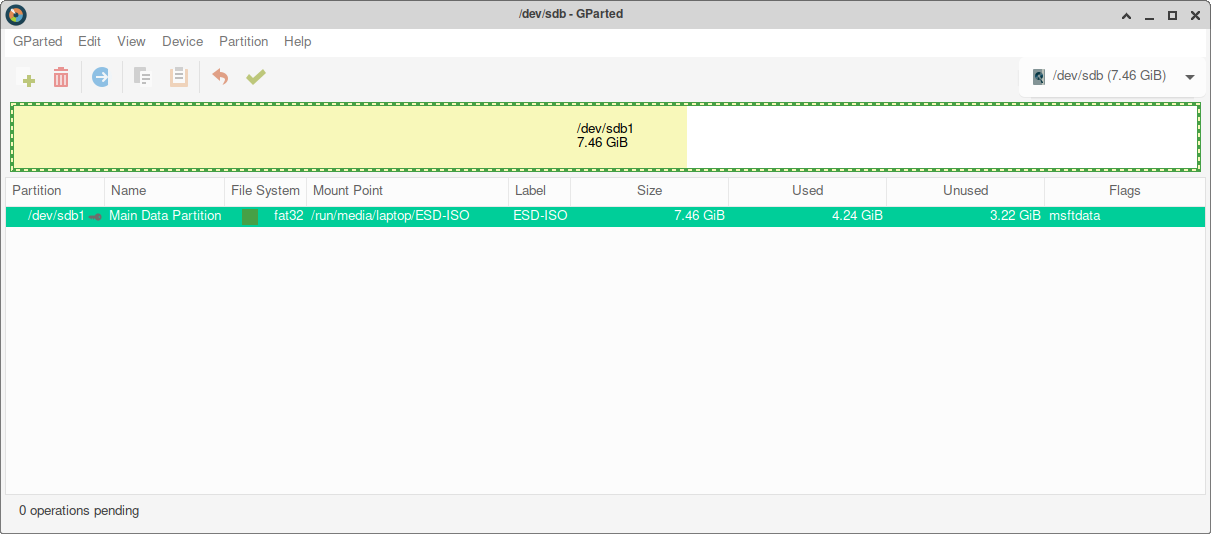 /dev/sdb - GParted
GParted Edit View Device Partition Help
/dev/sdb (7.46 GiB)
/dev/sdb1
7.46 GiB
Partition Name File System Mount Point Label Size Used Unused Flags
/dev/sdb1 Main Data Partition fat32 /run/media/laptop/ESD-ISO ESD-ISO 7.46 GiB 4.24 GiB 3.22 GiB msftdata
0 operations pending